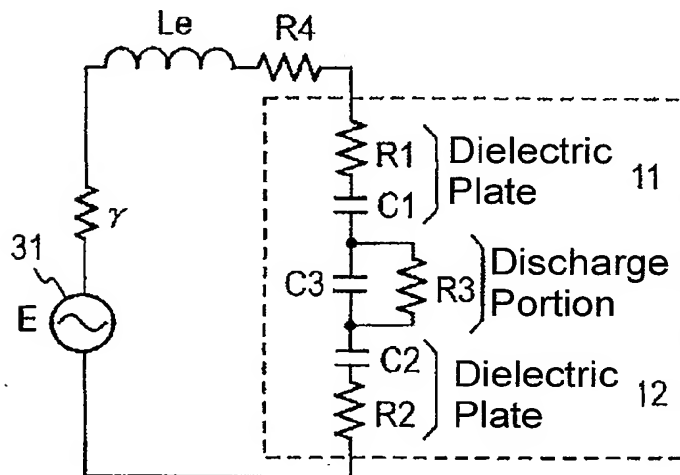 Le
R4
R1
Dielectric
Plate
11
C1
γ
31
E
C3
R3
Discharge
Portion
C2
R2
Dielectric
Plate
12